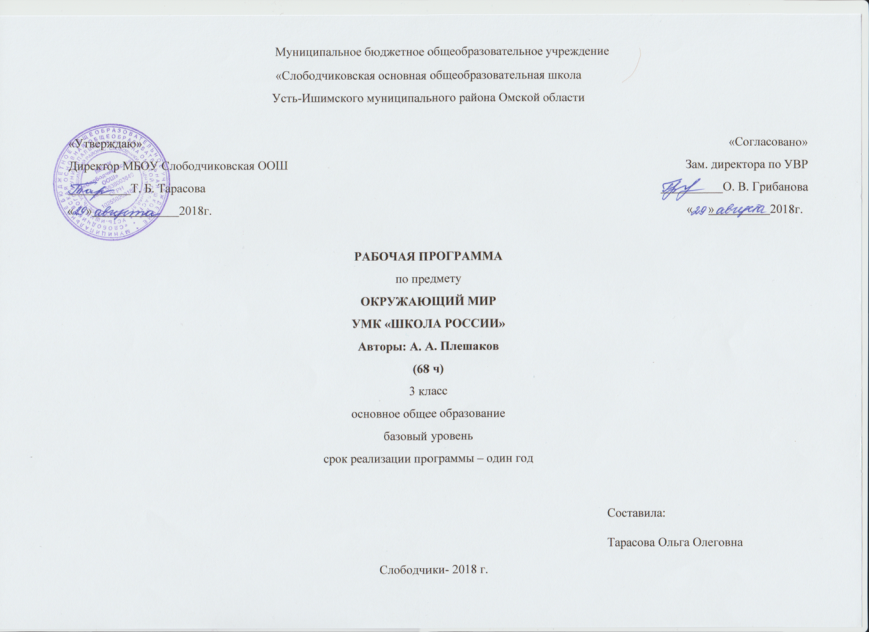 Муниципальное бюджетное общеобразовательное учреждение
«Слободчиковская основная общеобразовательная школа
Усть-Ишимского муниципального района Омской области
«Утверждаю»
«Согласовано»
Директор МБОУ Слободчиковская ООШ
Зам. директора по УВР
Т. Б. Тарасова
О. В. Грибанова
«29» августа 2018г.
«29» августа 2018г.
РАБОЧАЯ ПРОГРАММА
по предмету
ОКРУЖАЮЩИЙ МИР
УМК «ШКОЛА РОССИИ»
Авторы: А. А. Плешаков
(68 ч)
3 класс
основное общее образование
базовый уровень
срок реализации программы – один год
Составила:
Тарасова Ольга Олеговна
Слободчики- 2018 г.